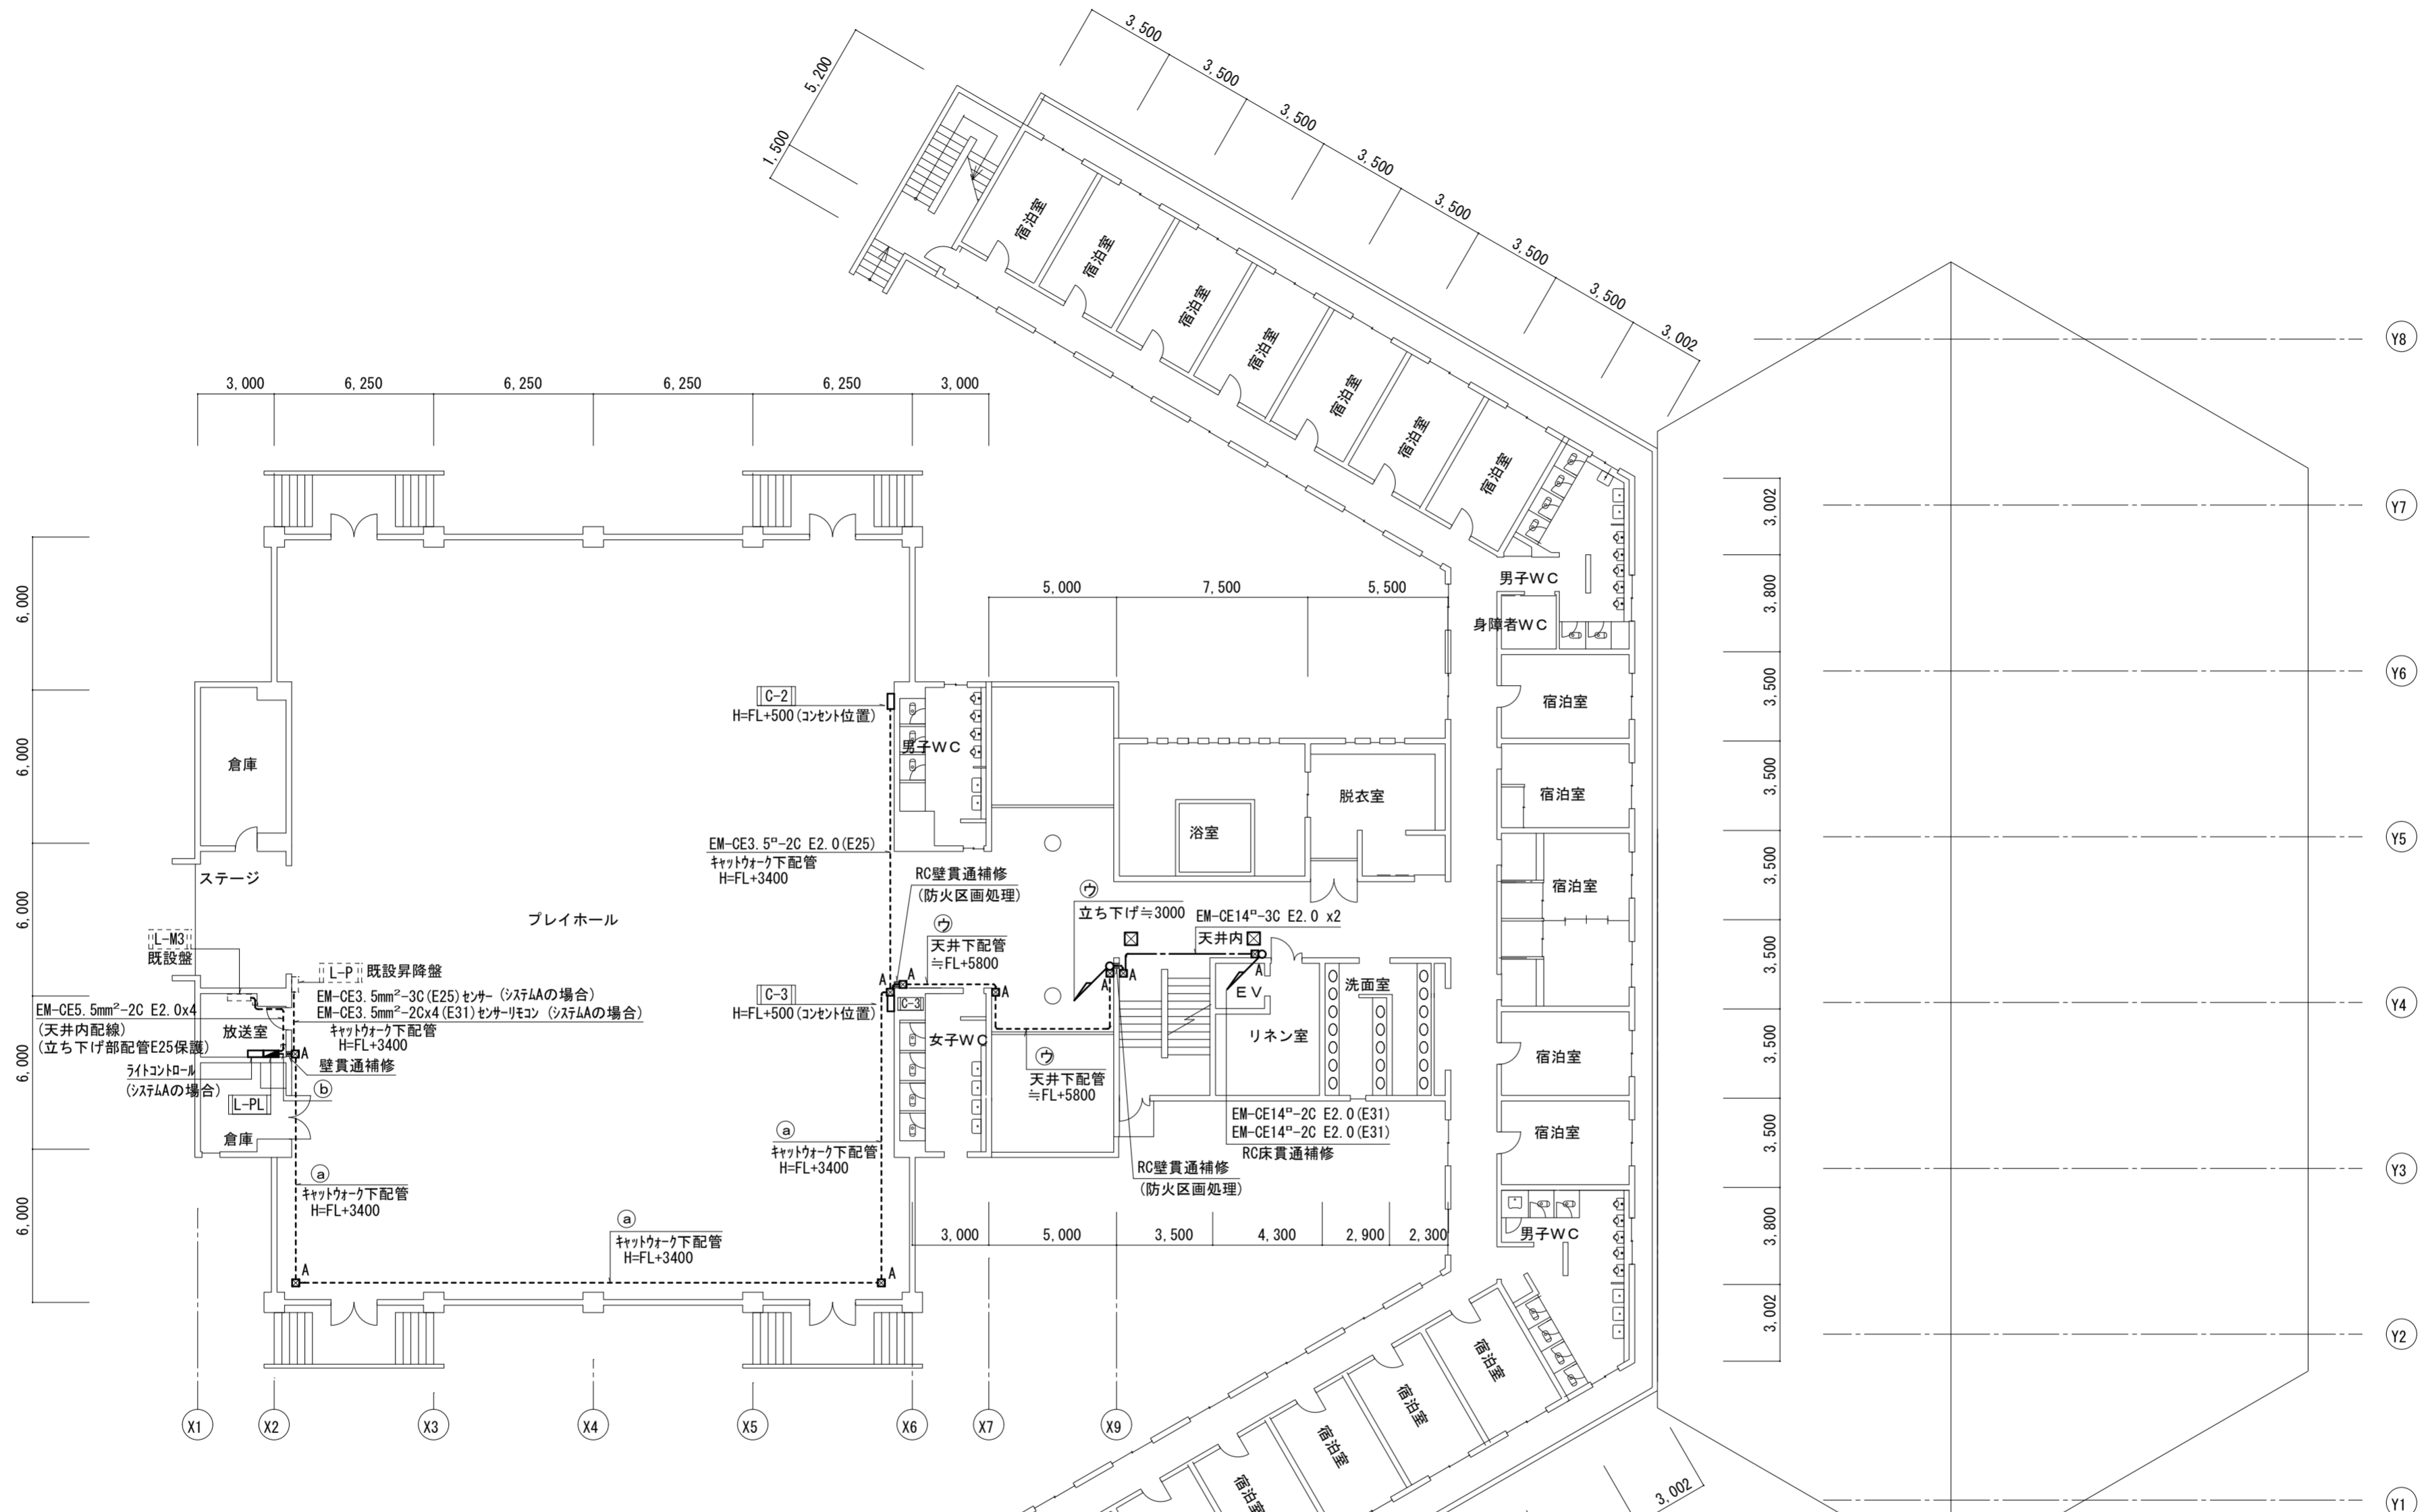 3,500
3,500
3,500
3,500
3,500
3,500
3,500
3,002
5,200
1,500
宿泊室
宿泊室
宿泊室
宿泊室
宿泊室
宿泊室
宿泊室
Y8
Y7
Y6
Y5
Y4
Y3
Y2
Y1
3,000
6,250
6,250
6,250
6,250
3,000
6,000
6,000
6,000
6,000
6,000
5,000
7,500
5,500
男子WC
身障者WC
宿泊室
宿泊室
宿泊室
宿泊室
宿泊室
男子WC
3,002
3,800
3,500
3,500
3,500
3,500
3,500
3,500
3,800
3,002
C-2
H=FL+500(コンセント位置)
男子WC
倉庫
脱衣室
浴室
EM-CE3.5□-2C E2.0(E25)
キャットウォーク下配管
H=FL+3400
RC壁貫通補修
(防火区画処理)
ステージ
プレイホール
ウ
立ち下げ≒3000
EM-CE14□-3C E2.0 x2
天井内
ウ
天井下配管
≒FL+5800
L-M3
既設盤
L-P
既設昇降盤
EM-CE3.5mm²-3C(E25)センサー (システムAの場合)
EM-CE3.5mm²-2Cx4(E31)センサーリモコン (システムAの場合)
キャットウォーク下配管
H=FL+3400
EM-CE5.5mm²-2C E2.0x4
(天井内配線)
(立ち下げ部配管E25保護)
放送室
A
壁貫通補修
ライトコントロール
(システムAの場合)
b
L-PL
倉庫
A
A
A
C-3
H=FL+500(コンセント位置)
C-3
女子WC
A
A
A
EV
洗面室
リネン室
ウ
天井下配管
≒FL+5800
EM-CE14□-2C E2.0(E31)
EM-CE14□-2C E2.0(E31)
RC床貫通補修
RC壁貫通補修
(防火区画処理)
a
キャットウォーク下配管
H=FL+3400
a
キャットウォーク下配管
H=FL+3400
a
キャットウォーク下配管
H=FL+3400
A
A
3,000
5,000
3,500
4,300
2,900
2,300
X1
X2
X3
X4
X5
X6
X7
X9
宿泊室
宿泊室
宿泊室
宿泊室
3,002